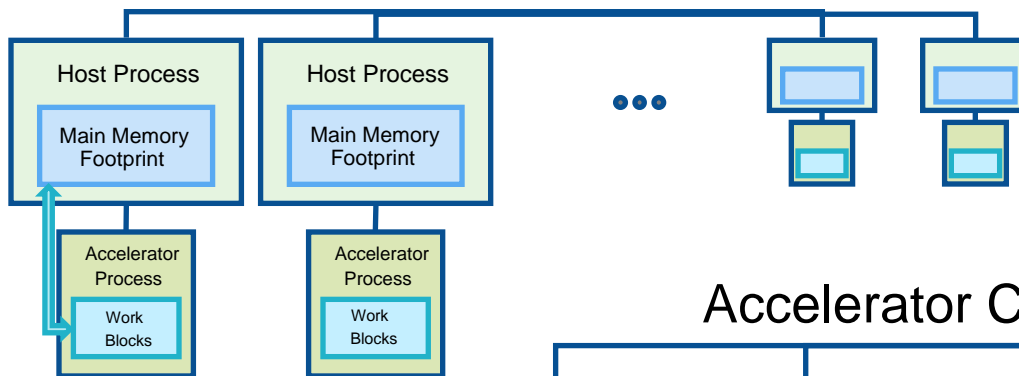 Host Process
Host Process
Main Memory
Footprint
Main Memory
Footprint
Accelerator
Process
Accelerator
Process
Work
Blocks
Work
Blocks
Accelerator C